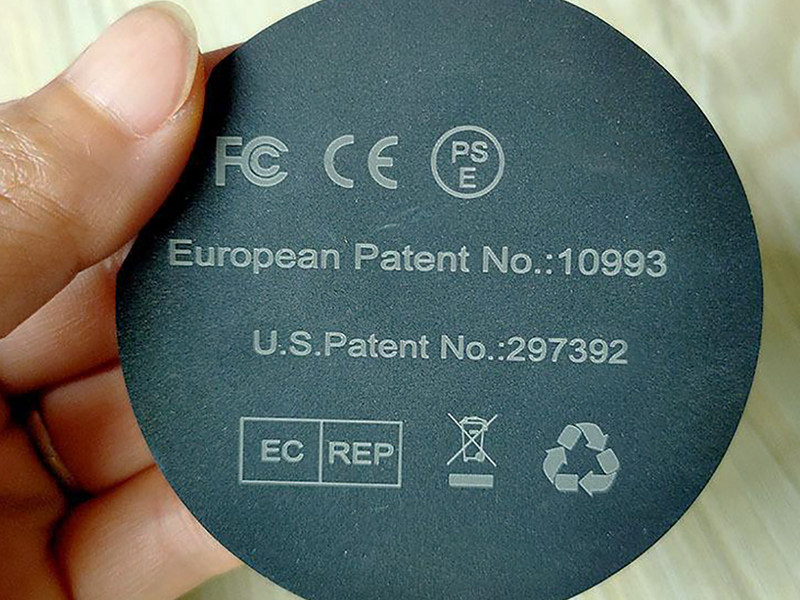 FC CE PS
E
European Patent No.:10993
U.S.Patent No.:297392
EC REP